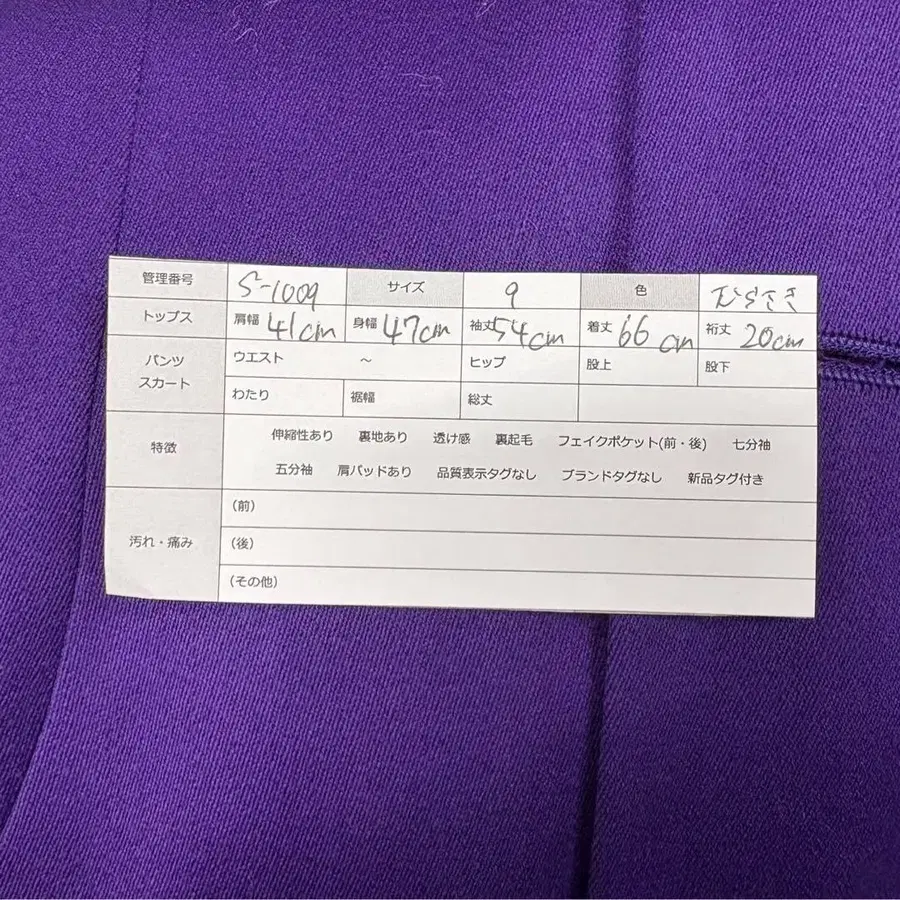 管理番号 S-1009 サイズ 9 色 むらさき
トップス 肩幅 41cm 身幅 47cm 袖丈 54cm 着丈 66cm 裄丈 20cm
パンツ スカート ウエスト ～ ヒップ 股上 股下
わたり 裾幅 総丈
特徴 伸縮性あり 裏地あり 透け感 裏起毛 フェイクポケット(前・後) 七分袖
五分袖 肩パッドあり 品質表示タグなし ブランドタグなし 新品タグ付き
汚れ・痛み (前)
(後)
(その他)